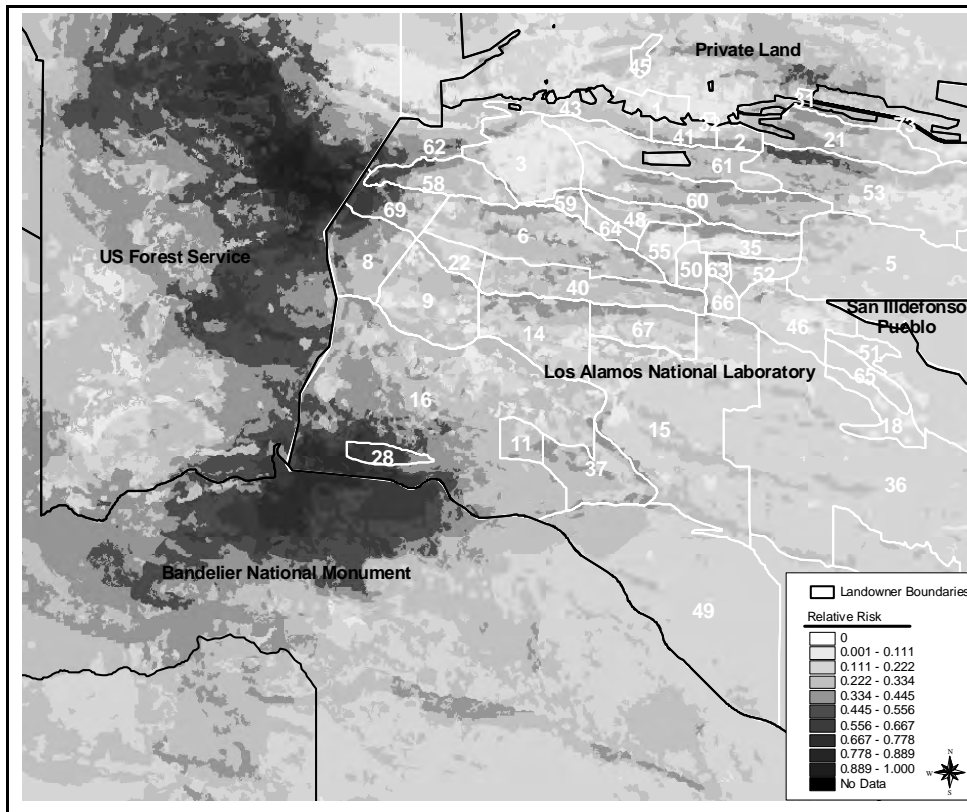 Private Land
45
1
43
31
73
41
2
21
62
3
61
53
58
59
60
69
48
6
64
35
55
US Forest Service
8
22
50
63
52
5
9
40
66
San Illdefonso
Pueblo
46
14
67
51
Los Alamos National Laboratory
65
16
15
18
11
28
37
36
Bandelier National Monument
49
Landowner Boundaries
Relative Risk
0
0.001 - 0.111
0.111 - 0.222
0.222 - 0.334
0.334 - 0.445
0.445 - 0.556
0.556 - 0.667
0.667 - 0.778
0.778 - 0.889
0.889 - 1.000
No Data
N
W
S